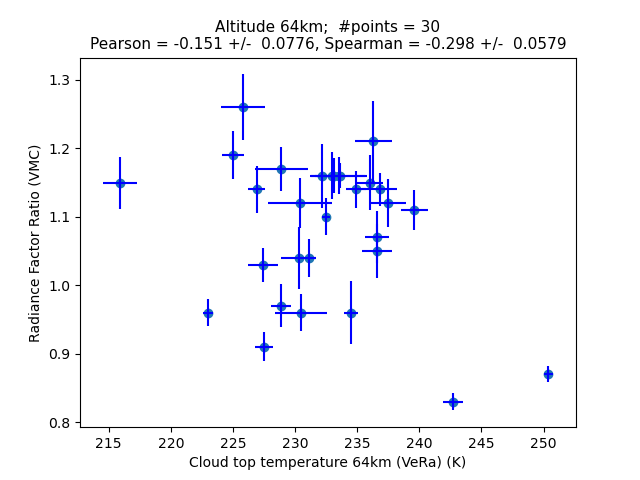 Altitude 64km;  #points = 30
Pearson = -0.151 +/-  0.0776, Spearman = -0.298 +/-  0.0579
Radiance Factor Ratio (VMC)
1.3
1.2
1.1
1.0
0.9
0.8
215 220 225 230 235 240 245 250
Cloud top temperature 64km (VeRa) (K)